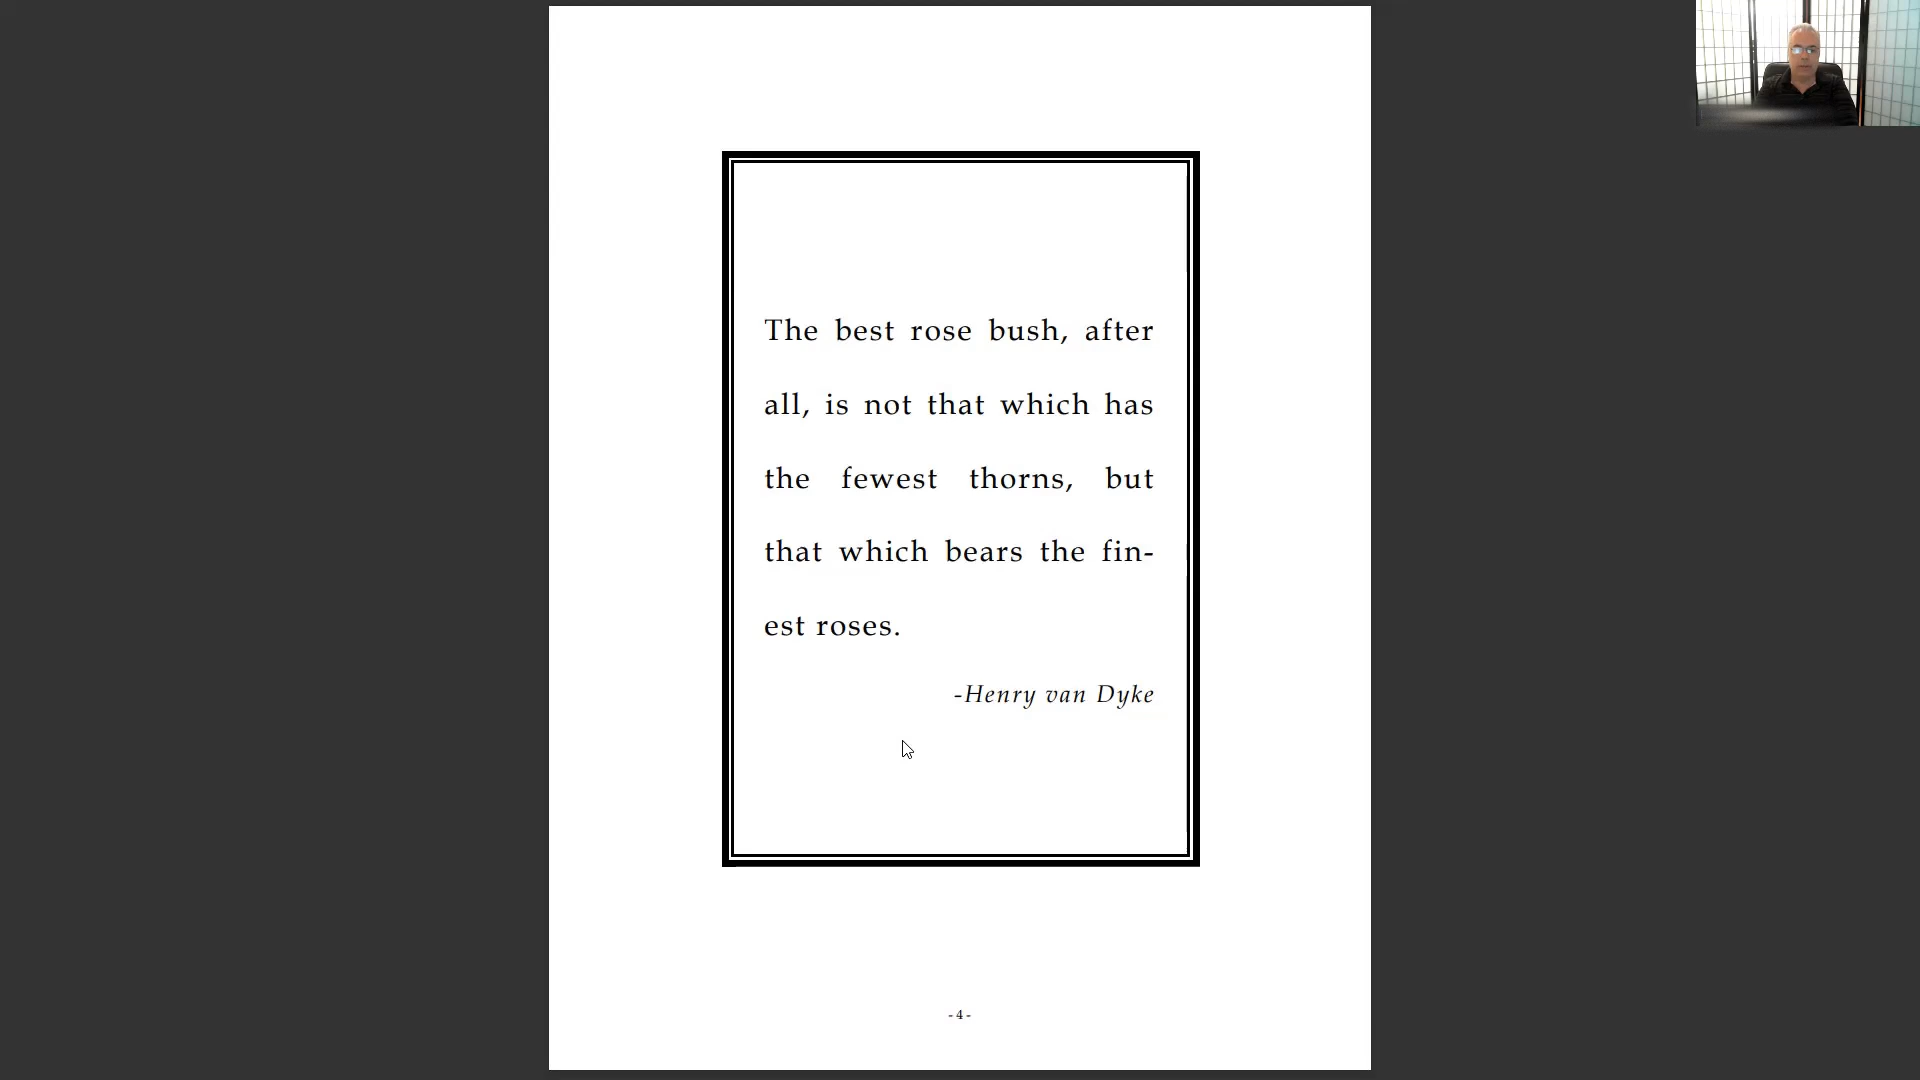 The best rose bush, after
all, is not that which has
the fewest thorns, but
that which bears the fin-
est roses.
-Henry van Dyke
- 4 -